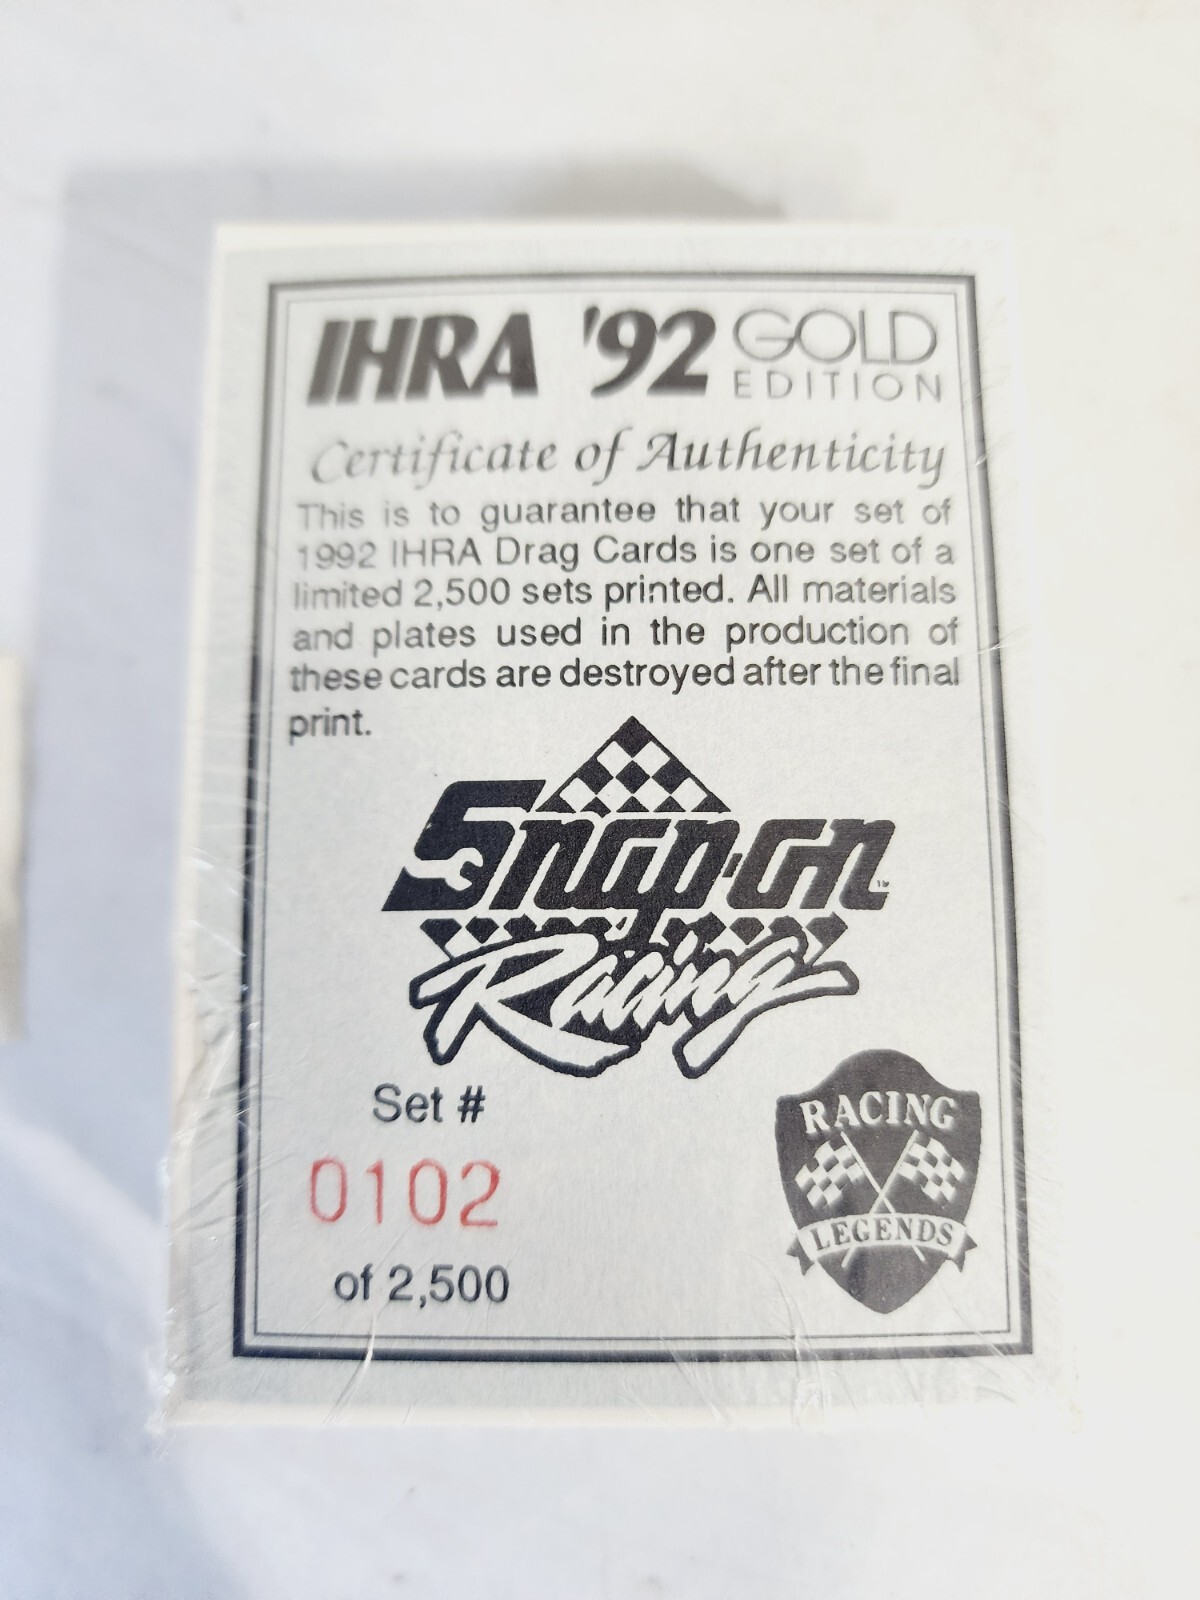 IHRA '92 GOLD EDITION
Certificate of Authenticity
This is to guarantee that your set of
1992 IHRA Drag Cards is one set of a
limited 2,500 sets printed. All materials
and plates used in the production of
these cards are destroyed after the final
print.
Snap-on
™
Racing
Set #
0102
of 2,500
RACING
LEGENDS